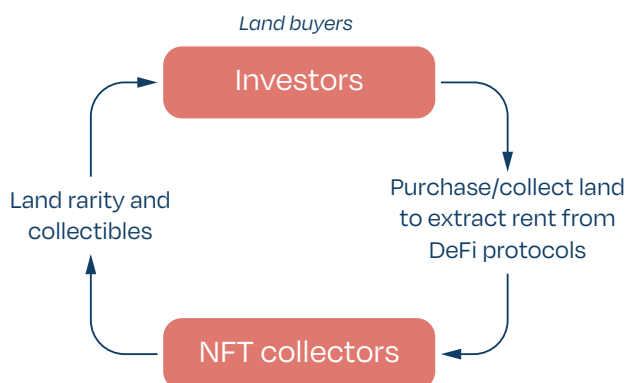 Land buyers
Investors
Land rarity and
collectibles
Purchase/collect land
to extract rent from
DeFi protocols
NFT collectors